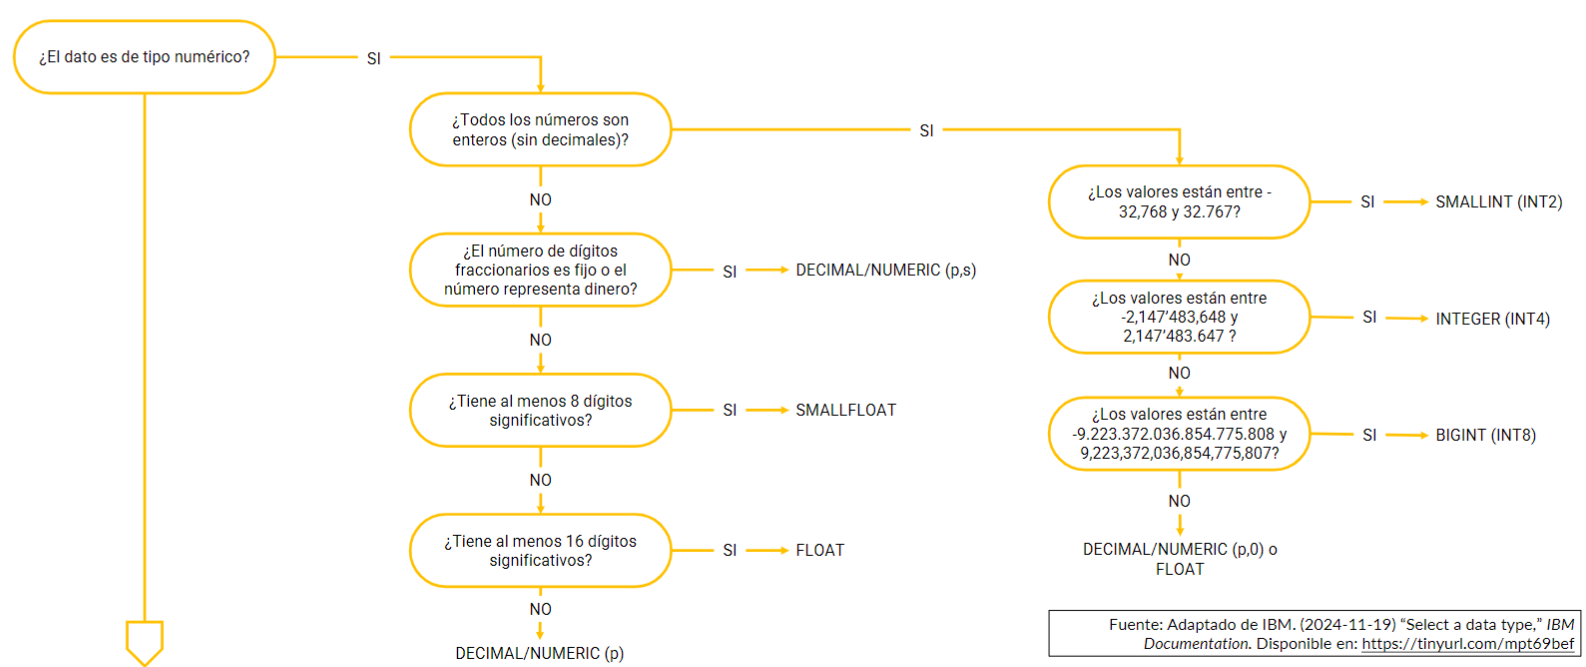 ¿El dato es de tipo numérico?
SI
¿Todos los números son
enteros (sin decimales)?
SI
¿Los valores están entre -
32,768 y 32.767?
SI
SMALLINT (INT2)
NO
¿Los valores están entre
-2,147’483,648 y
2,147’483.647 ?
SI
INTEGER (INT4)
NO
¿Los valores están entre
-9.223.372.036.854.775.808 y
9,223,372,036,854,775,807?
SI
BIGINT (INT8)
NO
DECIMAL/NUMERIC (p,0) o
FLOAT
NO
¿El número de dígitos
fraccionarios es fijo o el
número representa dinero?
SI
DECIMAL/NUMERIC (p,s)
NO
¿Tiene al menos 8 dígitos
significativos?
SI
SMALLFLOAT
NO
¿Tiene al menos 16 dígitos
significativos?
SI
FLOAT
NO
DECIMAL/NUMERIC (p)
Fuente: Adaptado de IBM. (2024-11-19) “Select a data type,” IBM
Documentation. Disponible en: https://tinyurl.com/mpt69bef